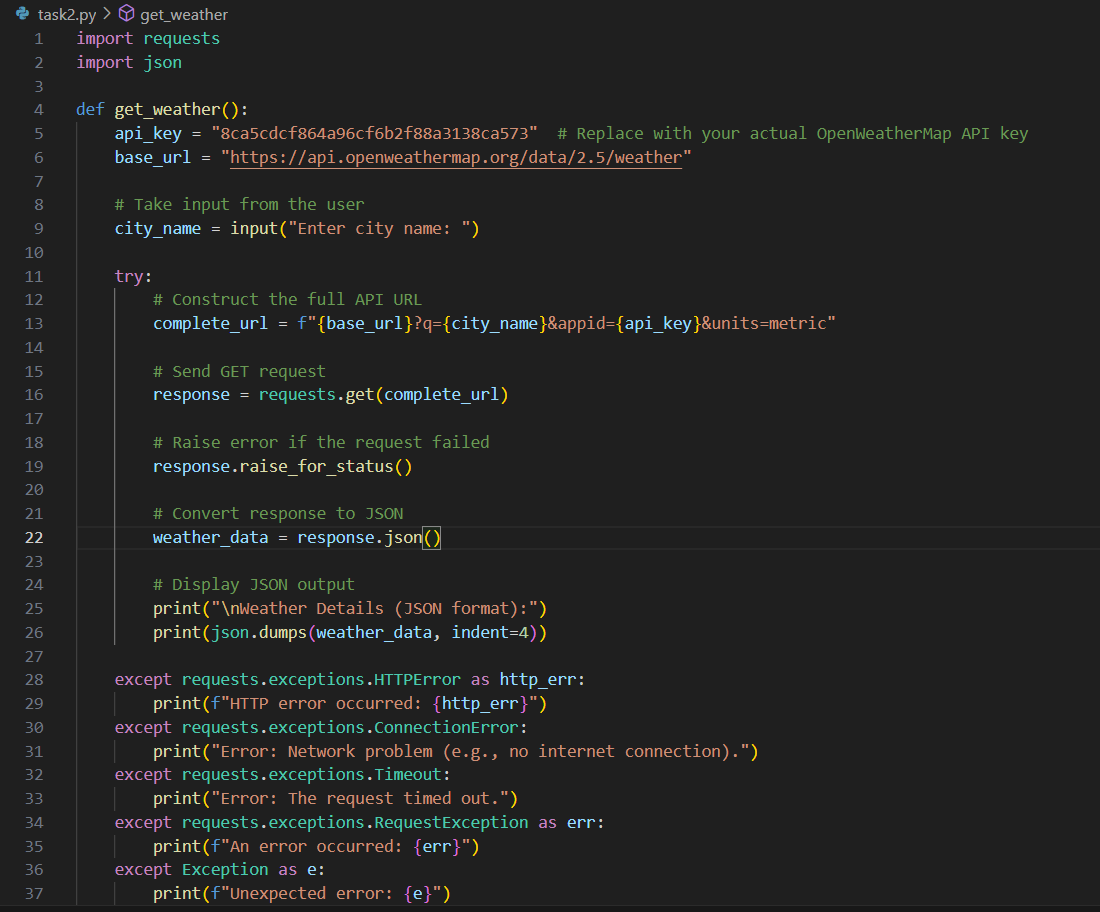 task2.py > get_weather
1 import requests
2 import json
3
4 def get_weather():
5     api_key = "8ca5cdcf864a96cf6b2f88a3138ca573"  # Replace with your actual OpenWeatherMap API key
6     base_url = "https://api.openweathermap.org/data/2.5/weather"
7
8     # Take input from the user
9     city_name = input("Enter city name: ")
10
11     try:
12         # Construct the full API URL
13         complete_url = f"{base_url}?q={city_name}&appid={api_key}&units=metric"
14
15         # Send GET request
16         response = requests.get(complete_url)
17
18         # Raise error if the request failed
19         response.raise_for_status()
20
21         # Convert response to JSON
22         weather_data = response.json()
23
24         # Display JSON output
25         print("\nWeather Details (JSON format):")
26         print(json.dumps(weather_data, indent=4))
27
28     except requests.exceptions.HTTPError as http_err:
29         print(f"HTTP error occurred: {http_err}")
30     except requests.exceptions.ConnectionError:
31         print("Error: Network problem (e.g., no internet connection).")
32     except requests.exceptions.Timeout:
33         print("Error: The request timed out.")
34     except requests.exceptions.RequestException as err:
35         print(f"An error occurred: {err}")
36     except Exception as e:
37         print(f"Unexpected error: {e}")